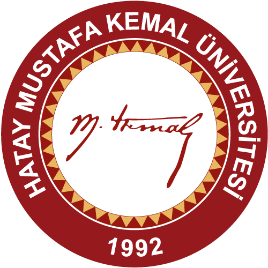 HATAY MUSTAFA KEMAL ÜNİVERSİTESİ
M. Kemal
1992